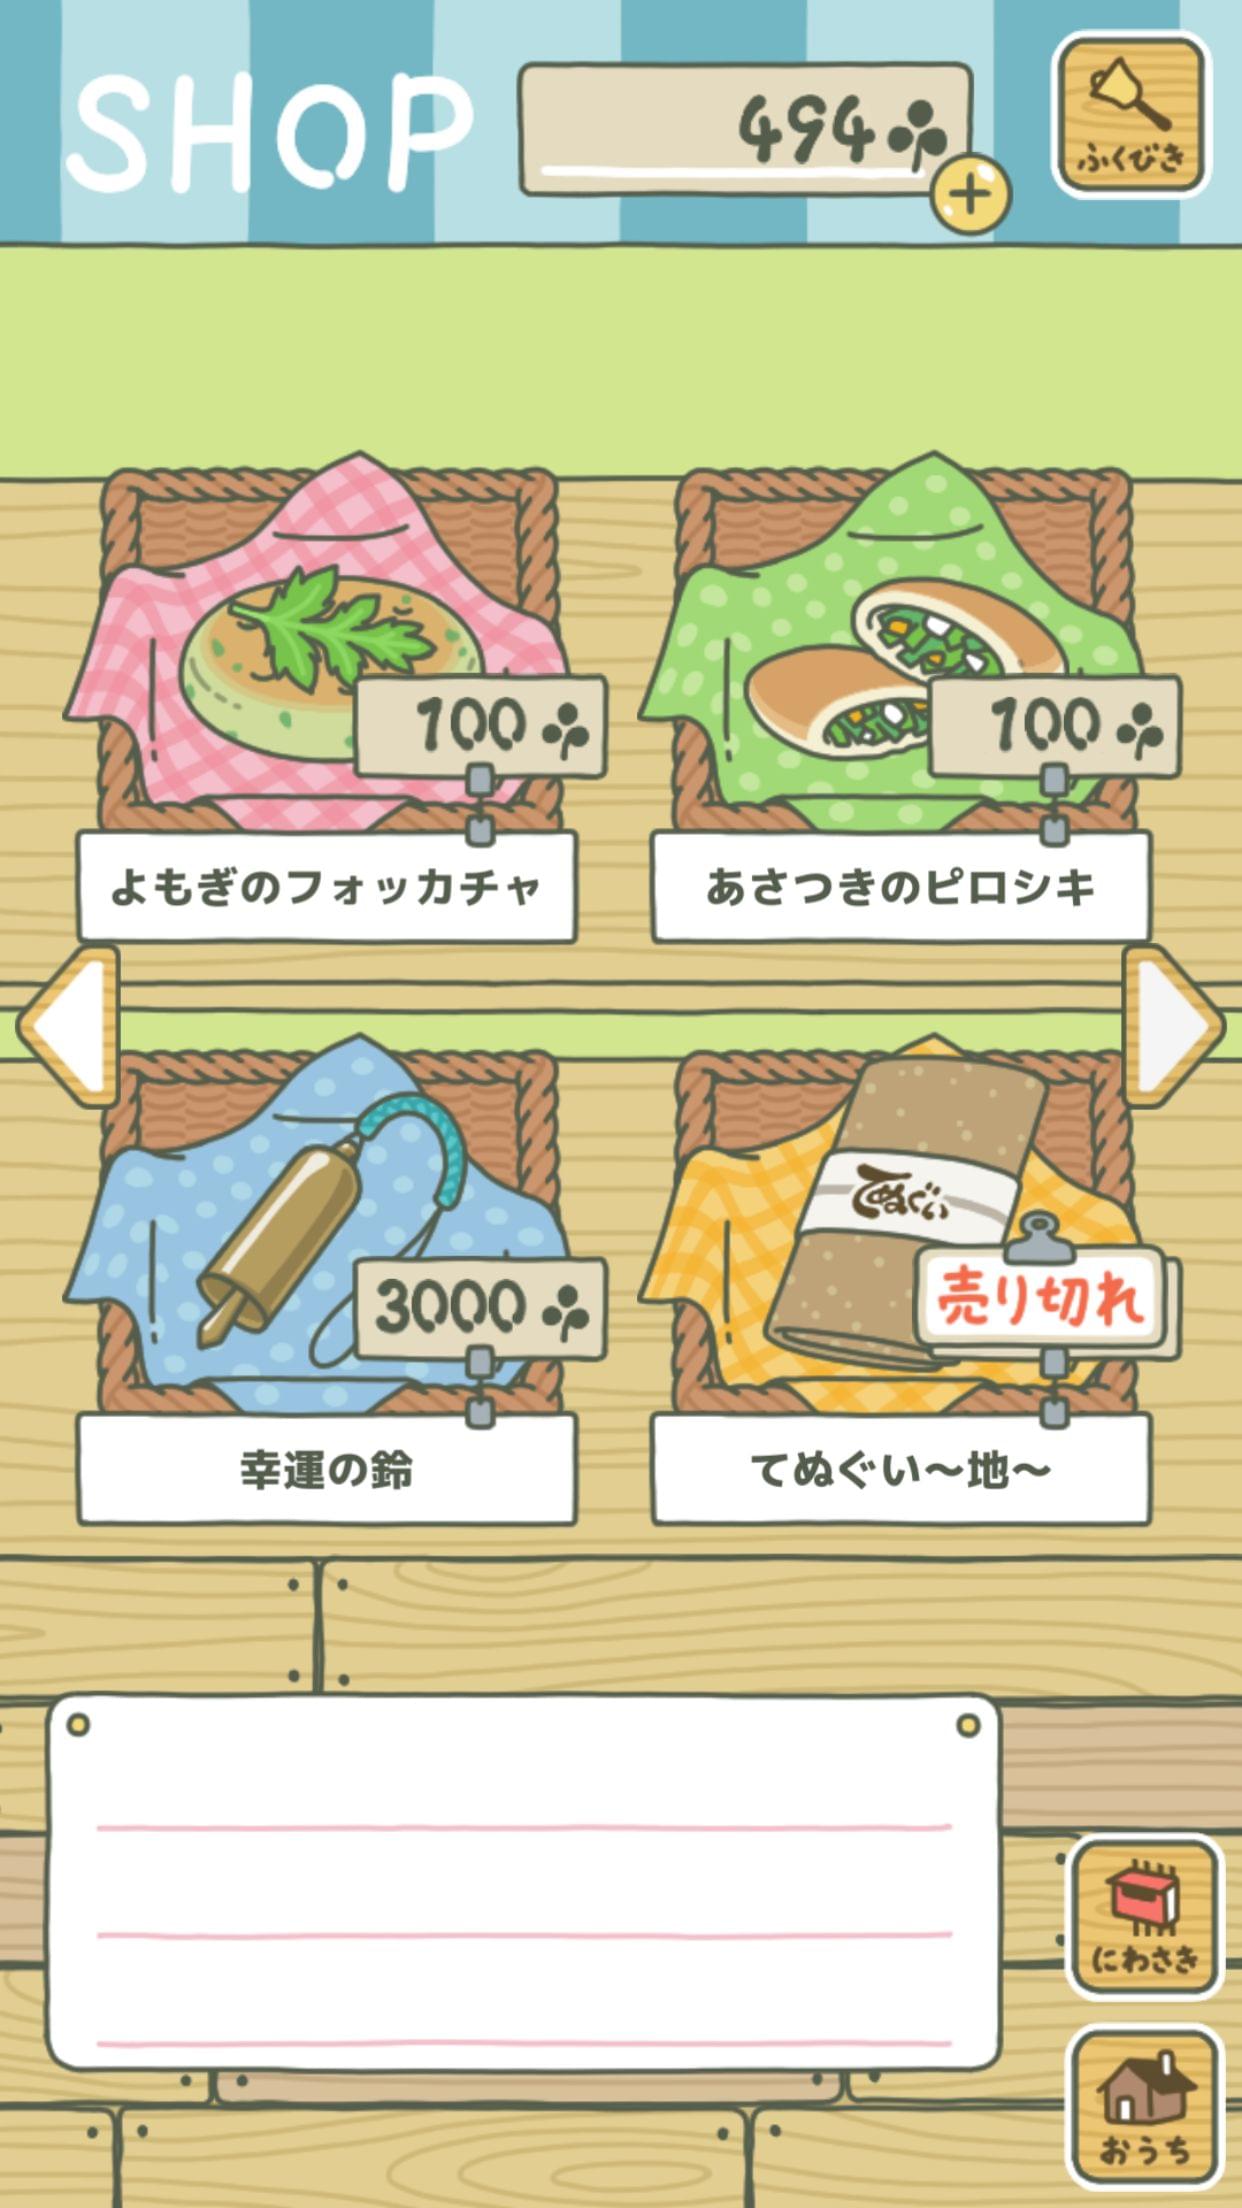 SHOP
494
ふくびき
100
100
よもぎのフォッカチャ
あさつきのピロシキ
てぬぐい
3000
売り切れ
幸運の鈴
てぬぐい〜地〜
にわさき
おうち